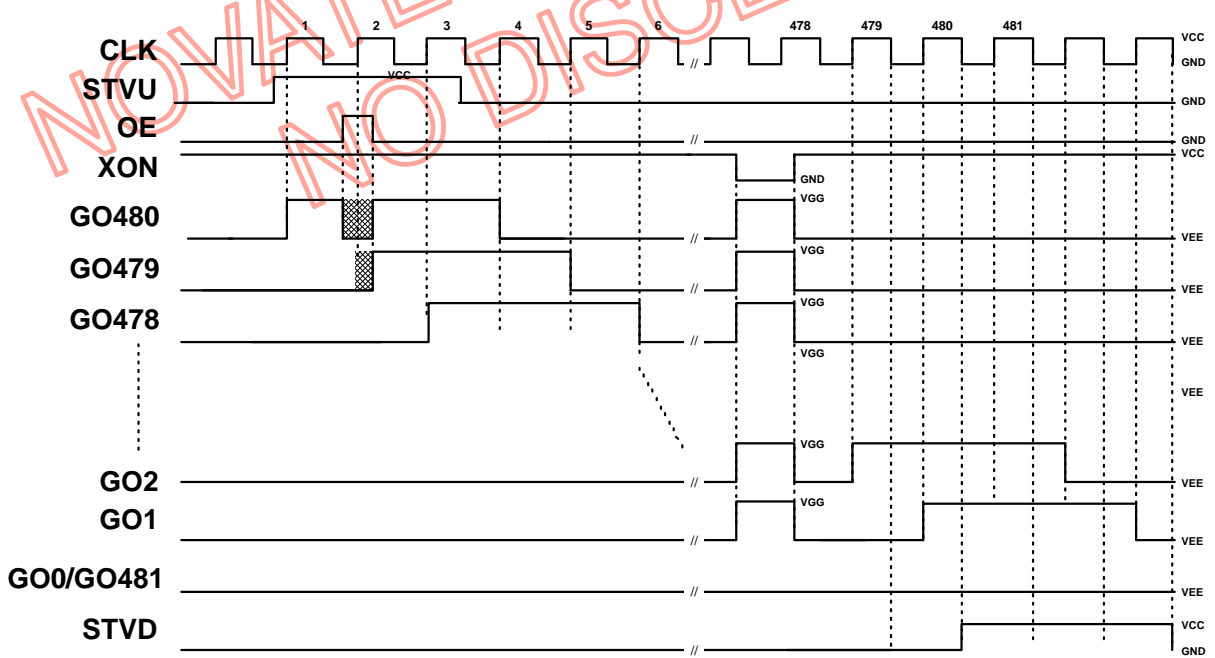 1 2 3 4 5 6 478 479 480 481
CLK VCC
// GND
STVU VCC
GND
OE // GND
XON VCC
GND
GO480 VGG
// VEE
GO479 VGG
// VEE
GO478 VGG
// VEE
VGG
VEE
GO2 VGG
// VEE
GO1 VGG
// VEE
GO0/GO481 // VEE
STVD VCC
// GND
NOVATE
NO DISCL